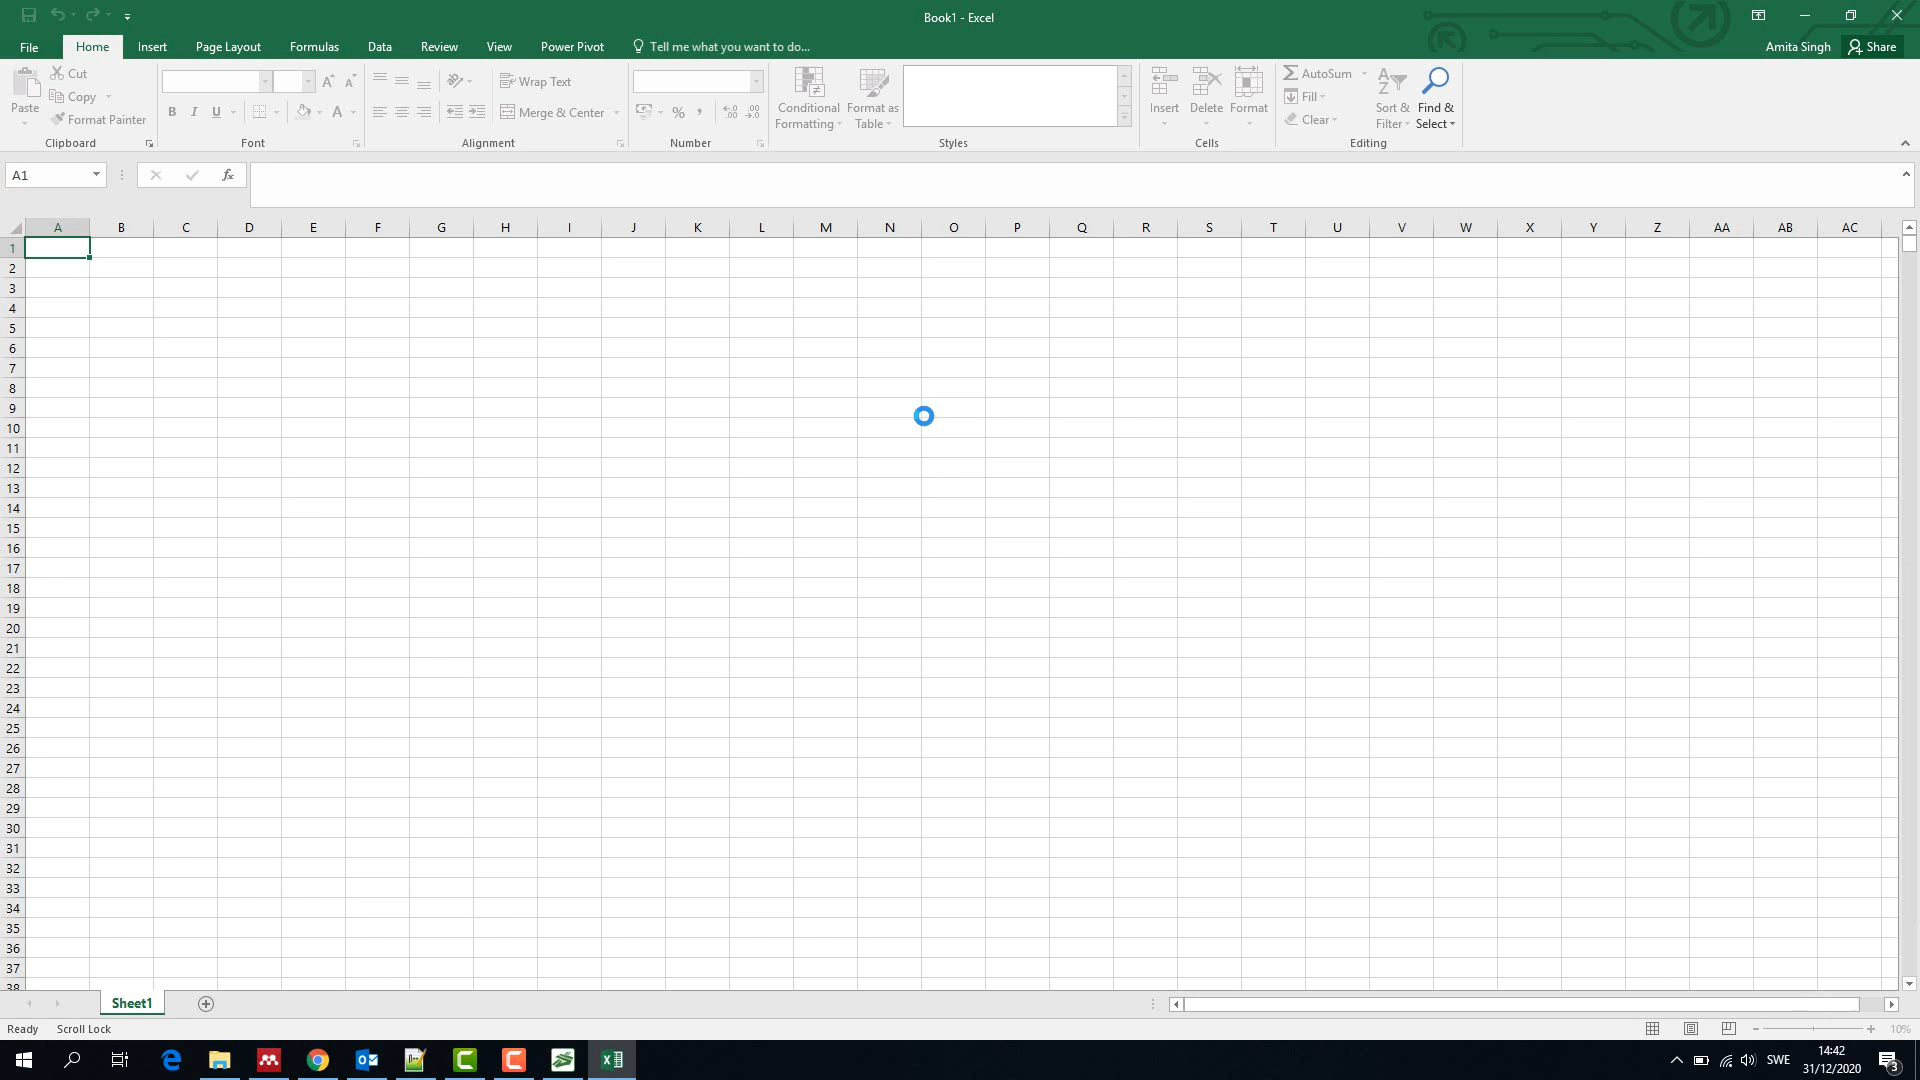 Book1 - Excel
File Home Insert Page Layout Formulas Data Review View Power Pivot Tell me what you want to do... Amita Singh Share
Paste Cut Copy Format Painter Clipboard
B I U A Font
Wrap Text Merge & Center Alignment
% , Number
Conditional Formatting Format as Table Styles
Insert Delete Format Cells
AutoSum Fill Clear Sort & Filter Find & Select Editing
A1 fx
A B C D E F G H I J K L M N O P Q R S T U V W X Y Z AA AB AC
1
2
3
4
5
6
7
8
9
10
11
12
13
14
15
16
17
18
19
20
21
22
23
24
25
26
27
28
29
30
31
32
33
34
35
36
37
38
Sheet1
Ready Scroll Lock 10%
SWE 14:42
31/12/2020 3